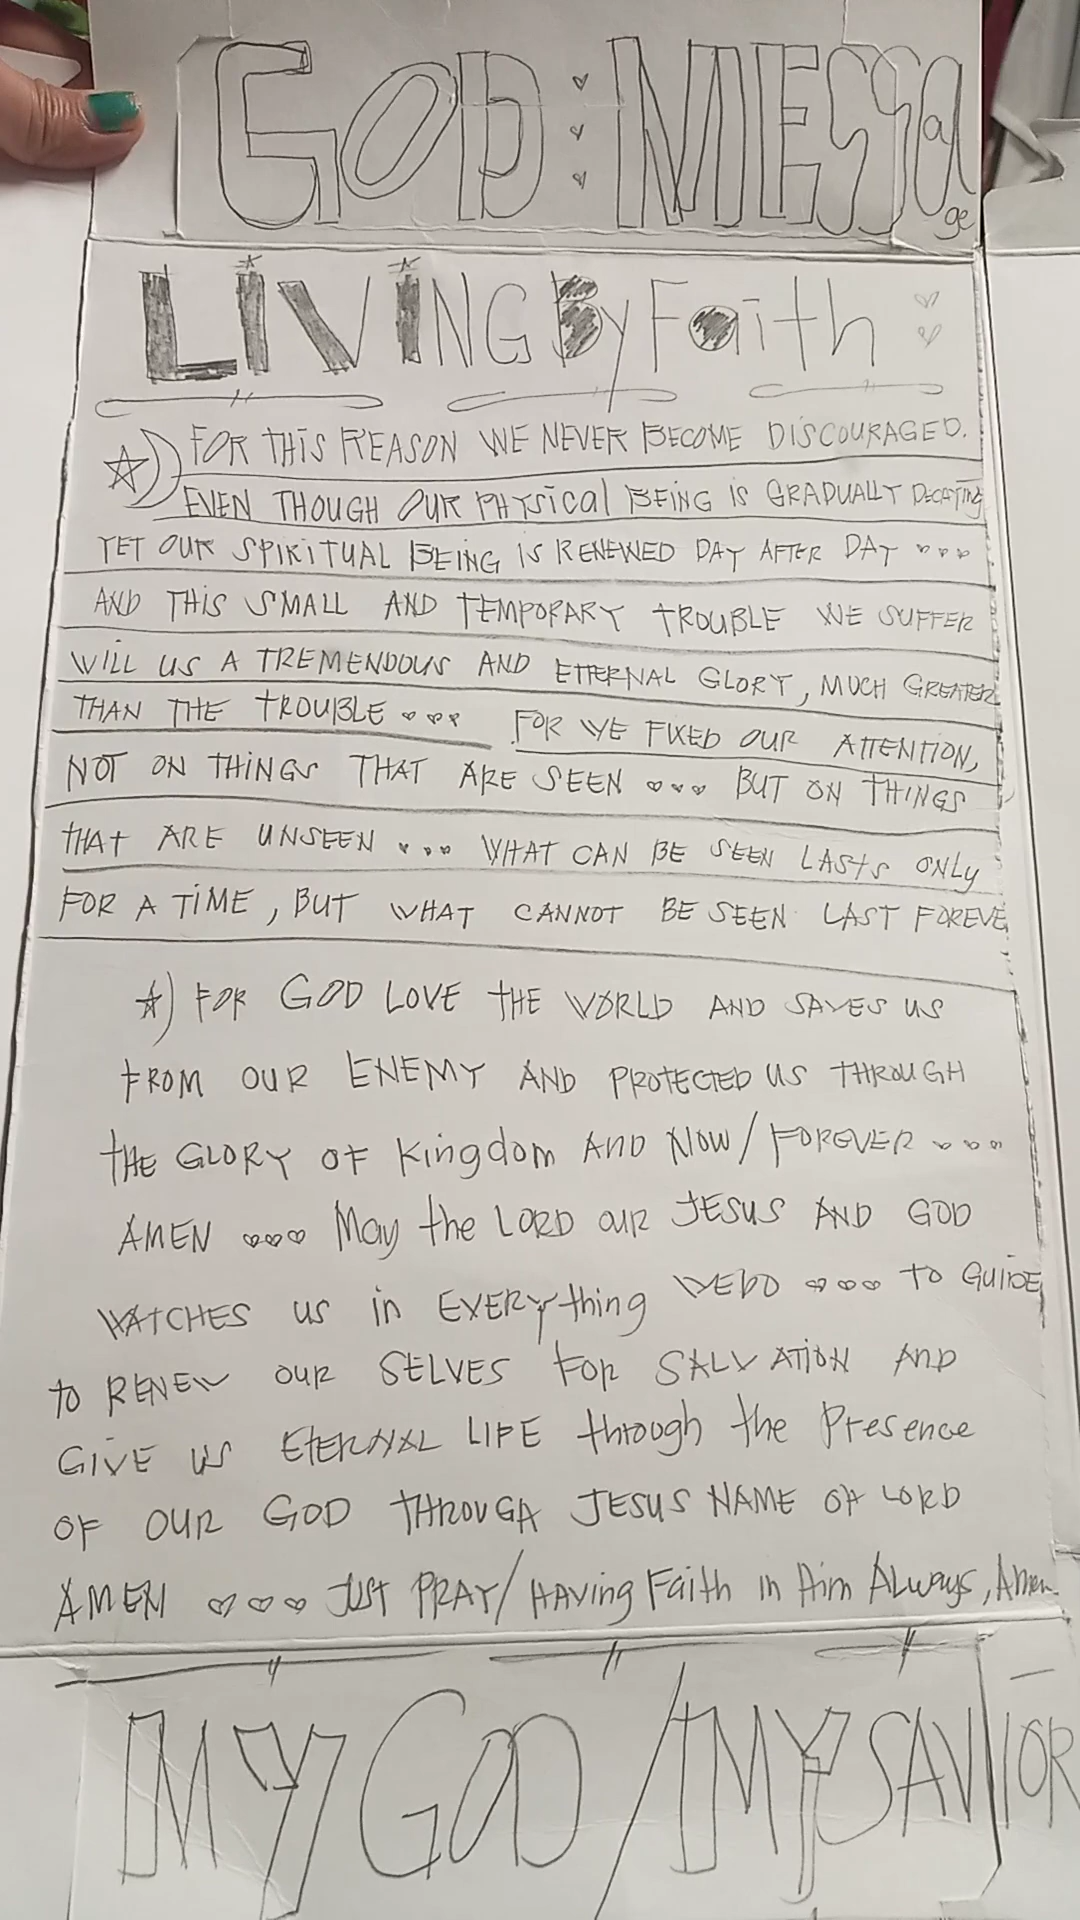 GOD: MESSage
LiViNG By Faith
FOR THiS REASON WE NEVER BECOME DISCOURAGED.
EVEN THOUGH OUR PHYSical BEiNG iS GRADUALLY DECAYING
YET OUR SPIRITUAL BEiNG iS RENEWED DAY AFTER DAY
AND THIS SMALL AND TEMPORARY TROUBLE WE SUFFER
WiLL US A TREMENDOUS AND ETERNAL GLORY, MUCH GREATER
THAN THE TROUBLE FOR WE FIXED OUR ATTENTION,
NOT ON THINGS THAT ARE SEEN BUT ON THINGS
THAT ARE UNSEEN WHAT CAN BE SEEN LASTS ONLY
FOR A TiME, BUT WHAT CANNOT BE SEEN LAST FOREVE
FOR GOD LOVE THE WORLD AND SAVES US
FROM OUR ENEMY AND PROTECTED US THROUGH
THE GLORY OF Kingdom AND NOW/FOREVER
AMEN May the LORD OUR JESUS AND GOD
WATCHES US in EVERYthing WEDO TO GUIDE
TO RENEW OUR SELVES FOR SALVATION AND
GIVE US ETERNAL LIFE through the Presence
OF OUR GOD THROUGH JESUS NAME OF LORD
AMEN JUST PRAY/HAVING FAith in Him ALWAYS, Amen.
MY GOD/MY SAVIOR